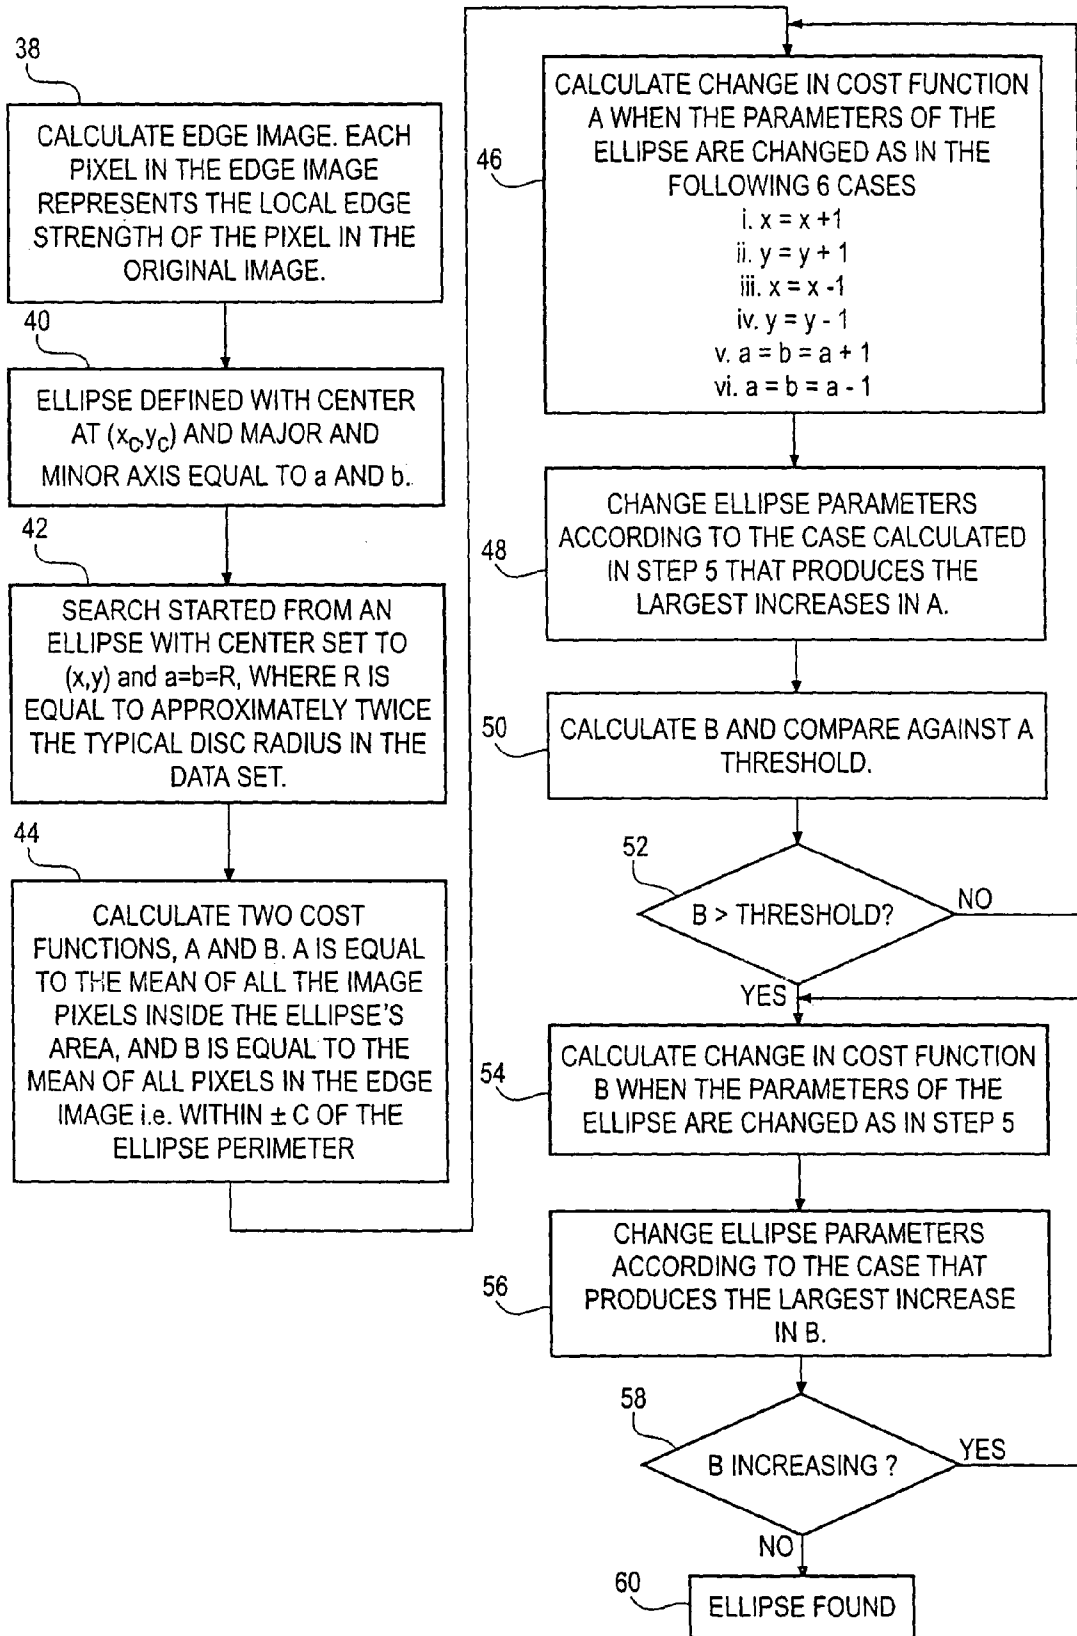 38
CALCULATE EDGE IMAGE. EACH
PIXEL IN THE EDGE IMAGE
REPRESENTS THE LOCAL EDGE
STRENGTH OF THE PIXEL IN THE
ORIGINAL IMAGE.
40
ELLIPSE DEFINED WITH CENTER
AT (xC,yC) AND MAJOR AND
MINOR AXIS EQUAL TO a AND b.
42
SEARCH STARTED FROM AN
ELLIPSE WITH CENTER SET TO
(x,y) and a=b=R, WHERE R IS
EQUAL TO APPROXIMATELY TWICE
THE TYPICAL DISC RADIUS IN THE
DATA SET.
44
CALCULATE TWO COST
FUNCTIONS, A AND B. A IS EQUAL
TO THE MEAN OF ALL THE IMAGE
PIXELS INSIDE THE ELLIPSE'S
AREA, AND B IS EQUAL TO THE
MEAN OF ALL PIXELS IN THE EDGE
IMAGE i.e. WITHIN ± C OF THE
ELLIPSE PERIMETER
46
CALCULATE CHANGE IN COST FUNCTION
A WHEN THE PARAMETERS OF THE
ELLIPSE ARE CHANGED AS IN THE
FOLLOWING 6 CASES
i. x = x +1
ii. y = y + 1
iii. x = x -1
iv. y = y - 1
v. a = b = a + 1
vi. a = b = a - 1
48
CHANGE ELLIPSE PARAMETERS
ACCORDING TO THE CASE CALCULATED
IN STEP 5 THAT PRODUCES THE
LARGEST INCREASES IN A.
50
CALCULATE B AND COMPARE AGAINST A
THRESHOLD.
52
B > THRESHOLD?
NO
YES
54
CALCULATE CHANGE IN COST FUNCTION
B WHEN THE PARAMETERS OF THE
ELLIPSE ARE CHANGED AS IN STEP 5
56
CHANGE ELLIPSE PARAMETERS
ACCORDING TO THE CASE THAT
PRODUCES THE LARGEST INCREASE
IN B.
58
B INCREASING ?
YES
NO
60
ELLIPSE FOUND